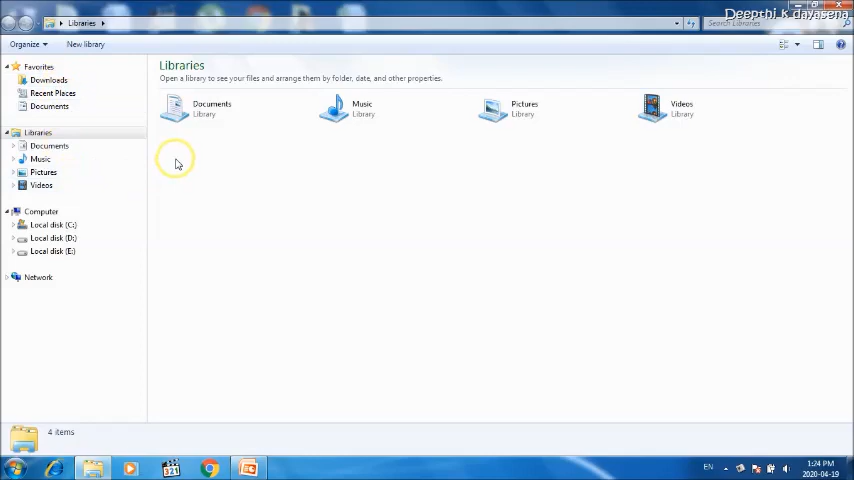 Deepthi k dayasena
Libraries
Search Libraries
Organize
New library
Favorites
Downloads
Recent Places
Documents
Libraries
Documents
Music
Pictures
Videos
Computer
Local disk (C:)
Local disk (D:)
Local disk (E:)
Network
Libraries
Open a library to see your files and arrange them by folder, date, and other properties.
Documents
Library
Music
Library
Pictures
Library
Videos
Library
4 items
321
EN
1:24 PM
2020-04-19